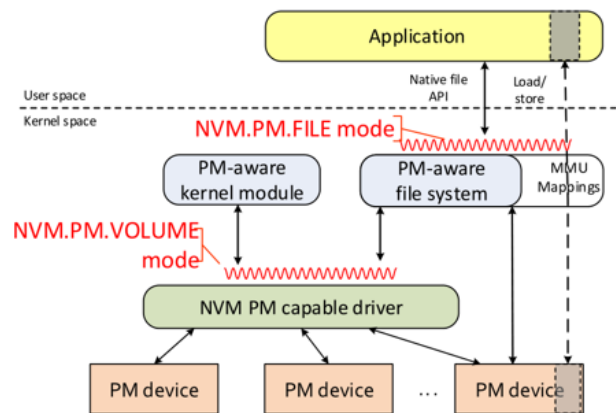 Application
Native file
API
Load/
store
User space
Kernel space
NVM.PM.FILE mode
PM-aware
kernel module
PM-aware
file system
MMU
Mappings
NVM.PM.VOLUME
mode
NVM PM capable driver
PM device
PM device
...
PM device